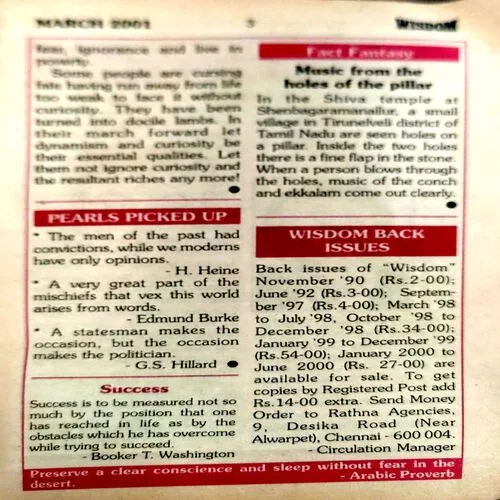 MARCH 2001
3
WISDOM
fear, ignorance and live in
poverty.
Some people are cursing
fate having run away from life
too weak to face it without
curiosity. They have been
turned into docile lambs. In
their march forward let
dynamism and curiosity be
their essential qualities. Let
them not ignore curiosity and
the resultant riches any more!
PEARLS PICKED UP
* The men of the past had
convictions, while we moderns
have only opinions.
- H. Heine
* A very great part of the
mischiefs that vex this world
arises from words.
- Edmund Burke
* A statesman makes the
occasion, but the occasion
makes the politician.
- G.S. Hillard
Success
Success is to be measured not so
much by the position that one
has reached in life as by the
obstacles which he has overcome
while trying to succeed.
- Booker T. Washington
Fact Fantasy
Music from the
holes of the pillar
In the Shiva temple at
Shenbagaramanallur, a small
village in Tirunelveli district of
Tamil Nadu are seen holes on
a pillar. Inside the two holes
there is a fine flap in the stone.
When a person blows through
the holes, music of the conch
and ekkalam come out clearly.
WISDOM BACK
ISSUES
Back issues of "Wisdom"
November '90 (Rs.2-00);
June '92 (Rs.3-00); Septem-
ber '97 (Rs.4-00); March '98
to July '98, October '98 to
December '98 (Rs.34-00);
January '99 to December '99
(Rs.54-00); January 2000 to
June 2000 (Rs. 27-00) are
available for sale. To get
copies by Registered Post add
Rs.14-00 extra. Send Money
Order to Rathna Agencies,
9, Desika Road (Near
Alwarpet), Chennai - 600 004.
- Circulation Manager
Preserve a clear conscience and sleep without fear in the
desert.
- Arabic Proverb